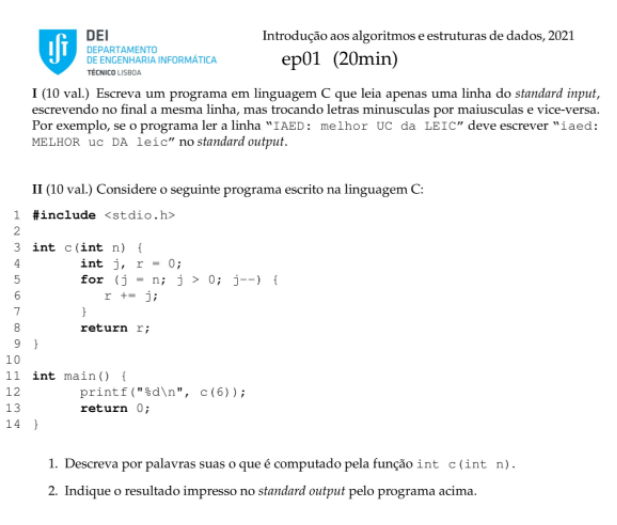 DEI
DEPARTAMENTO
DE ENGENHARIA INFORMÁTICA
TÉCNICO LISBOA
Introdução aos algoritmos e estruturas de dados, 2021
ep01 (20min)
I (10 val.) Escreva um programa em linguagem C que leia apenas uma linha do standard input,
escrevendo no final a mesma linha, mas trocando letras minusculas por maiusculas e vice-versa.
Por exemplo, se o programa ler a linha "IAED: melhor UC da LEIC" deve escrever "iaed:
MELHOR uc DA leic" no standard output.
II (10 val.) Considere o seguinte programa escrito na linguagem C:
1 #include <stdio.h>
2
3 int c(int n) {
4 int j, r = 0;
5 for (j = n; j > 0; j--) {
6 r += j;
7 }
8 return r;
9 }
10
11 int main() {
12 printf("%d\n", c(6));
13 return 0;
14 }
1. Descreva por palavras suas o que é computado pela função int c(int n).
2. Indique o resultado impresso no standard output pelo programa acima.